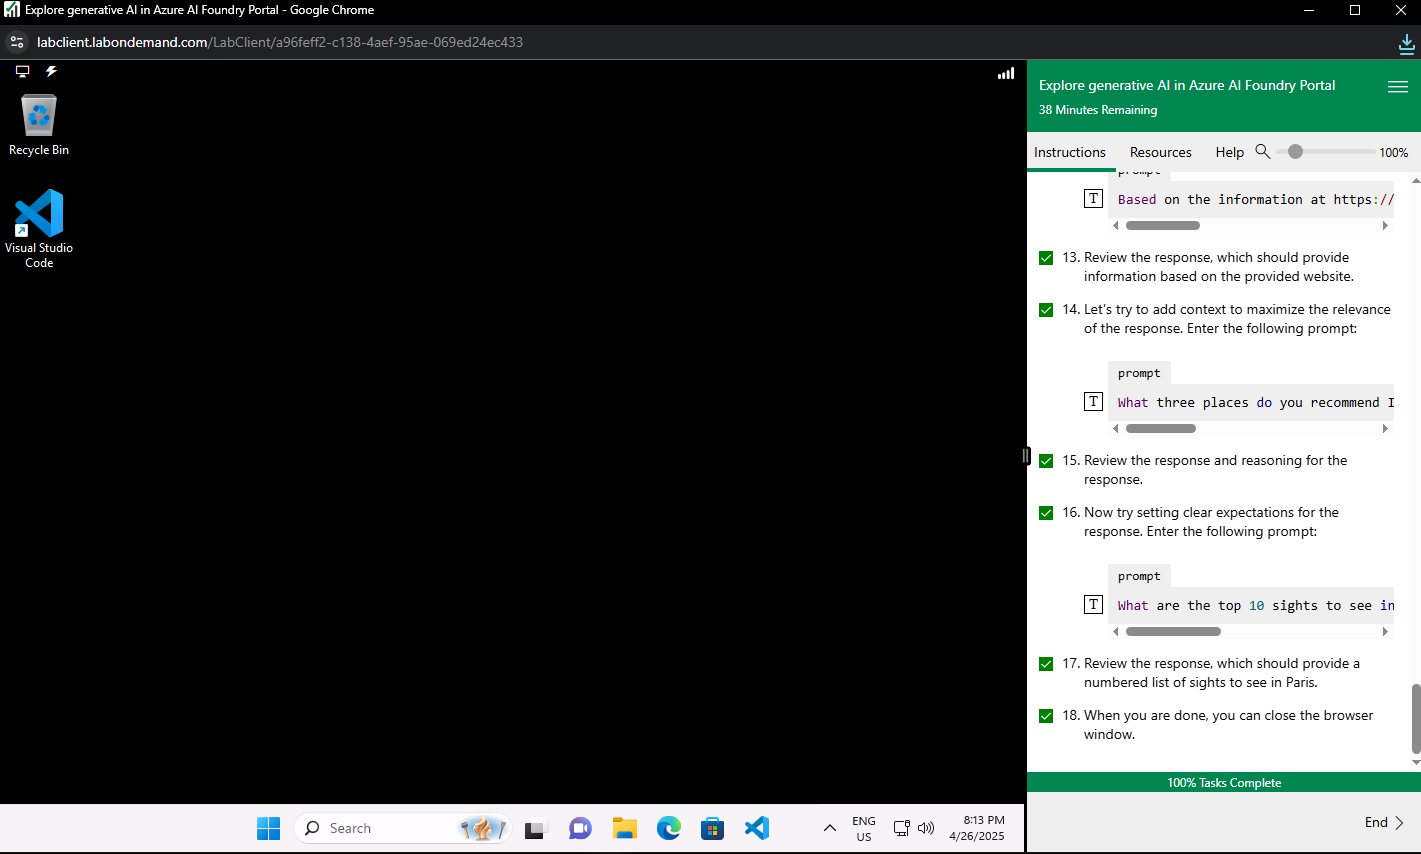 Explore generative AI in Azure AI Foundry Portal - Google Chrome
labclient.labondemand.com/LabClient/a96feff2-c138-4aef-95ae-069ed24ec433
Recycle Bin
Visual Studio
Code
Explore generative AI in Azure AI Foundry Portal
38 Minutes Remaining
Instructions
Resources
Help
100%
prompt
T
Based on the information at https://
13. Review the response, which should provide
information based on the provided website.
14. Let's try to add context to maximize the relevance
of the response. Enter the following prompt:
prompt
T
What three places do you recommend I
15. Review the response and reasoning for the
response.
16. Now try setting clear expectations for the
response. Enter the following prompt:
prompt
T
What are the top 10 sights to see in
17. Review the response, which should provide a
numbered list of sights to see in Paris.
18. When you are done, you can close the browser
window.
100% Tasks Complete
End
Search
ENG
US
8:13 PM
4/26/2025